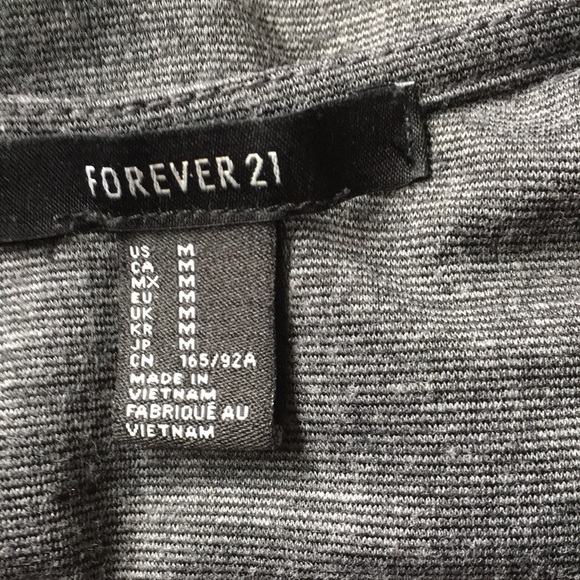 FOREVER 21
US M
CA M
MX M
EU M
UK M
KR M
JP M
CN 165/92A
MADE IN
VIETNAM
FABRIQUÉ AU
VIETNAM